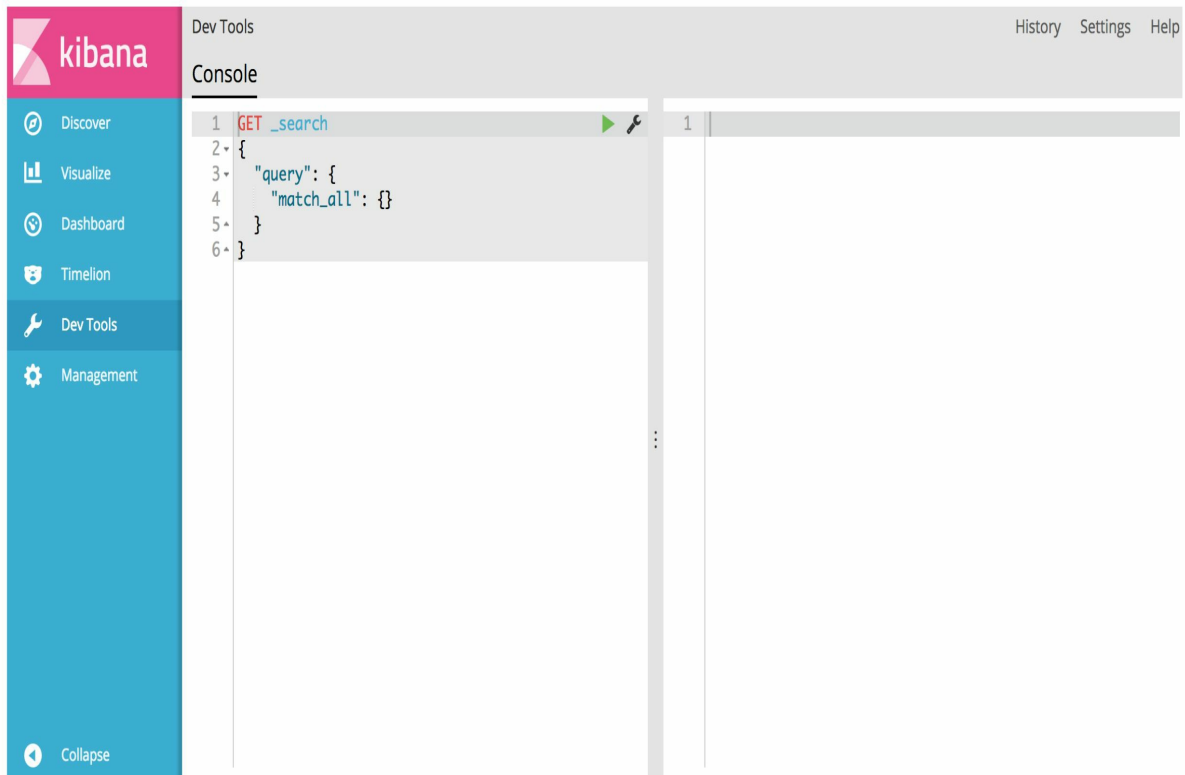 kibana
Discover
Visualize
Dashboard
Timelion
Dev Tools
Management
Collapse
Dev Tools
History Settings Help
Console
1 GET _search
2 {
3 "query": {
4 "match_all": {}
5 }
6 }
1